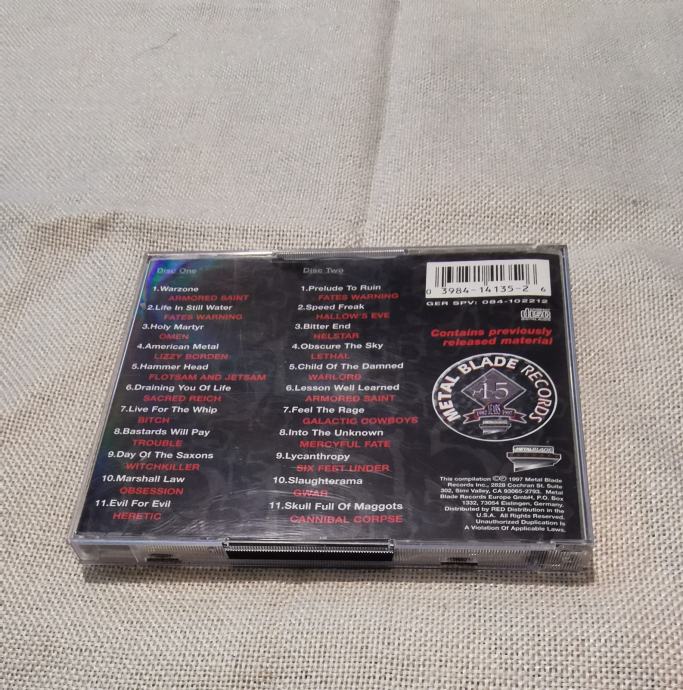 Disc One
1.Warzone
ARMORED SAINT
2.Life In Still Water
FATES WARNING
3.Holy Martyr
OMEN
4.American Metal
LIZZY BORDEN
5.Hammer Head
FLOTSAM AND JETSAM
6.Draining You Of Life
SACRED REICH
7.Live For The Whip
BITCH
8.Bastards Will Pay
TROUBLE
9.Day Of The Saxons
WITCHKILLER
10.Marshall Law
OBSESSION
11.Evil For Evil
HERETIC
Disc Two
1.Prelude To Ruin
FATES WARNING
2.Speed Freak
HALLOW'S EVE
3.Bitter End
HELSTAR
4.Obscure The Sky
LETHAL
5.Child Of The Damned
WARLORD
6.Lesson Well Learned
ARMORED SAINT
7.Feel The Rage
GALACTIC COWBOYS
8.Into The Unknown
MERCYFUL FATE
9.Lycanthropy
SIX FEET UNDER
10.Slaughterama
GWAR
11.Skull Full Of Maggots
CANNIBAL CORPSE
0 3984-14135-2 6
GER SPV: 084-102212
Contains previously
released material
METAL BLADE RECORDS
15
YEARS
1982 1997
METAL BLADE
This compilation ©℗ 1997 Metal Blade
Records Inc., 2828 Cochran St. Suite
302, Simi Valley, CA 93065-2793. Metal
Blade Records Europe GmbH, P.O. Box
1332, 73054 Eislingen, Germany.
Distributed by RED Distribution in the
U.S.A. All Rights Reserved.
Unauthorized Duplication Is
A Violation Of Applicable Laws.